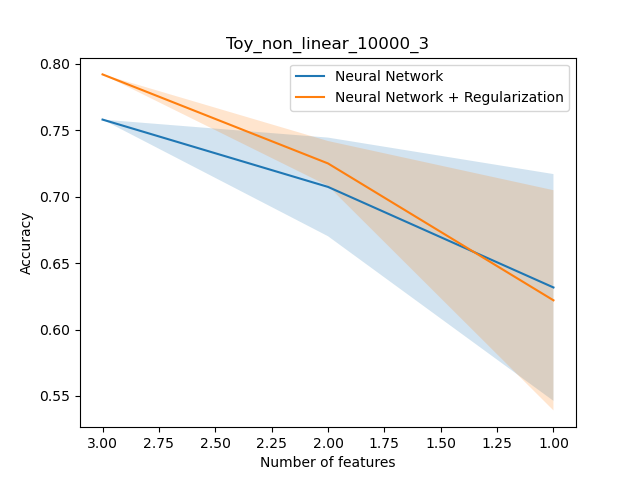 Toy_non_linear_10000_3
Neural Network
Neural Network + Regularization
Accuracy
0.80
0.75
0.70
0.65
0.60
0.55
3.00 2.75 2.50 2.25 2.00 1.75 1.50 1.25 1.00
Number of features